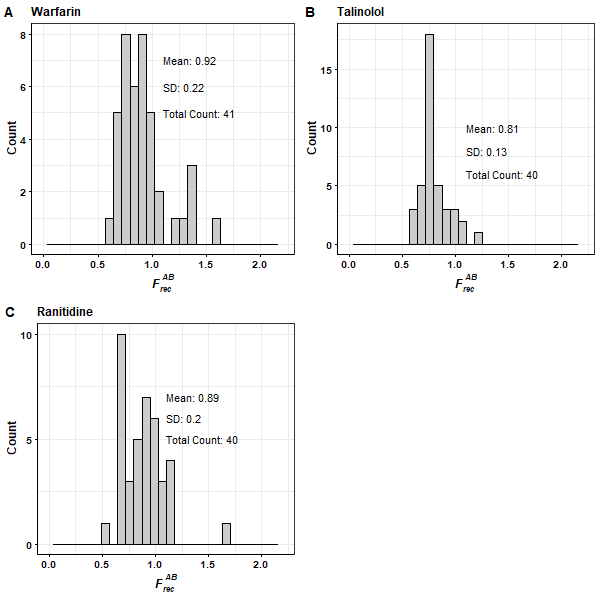 A Warfarin
Count
8
6
4
2
0
Mean: 0.92
SD: 0.22
Total Count: 41
0.0 0.5 1.0 1.5 2.0
F rec AB
B Talinolol
Count
15
10
5
0
Mean: 0.81
SD: 0.13
Total Count: 40
0.0 0.5 1.0 1.5 2.0
F rec AB
C Ranitidine
Count
10
5
0
Mean: 0.89
SD: 0.2
Total Count: 40
0.0 0.5 1.0 1.5 2.0
F rec AB